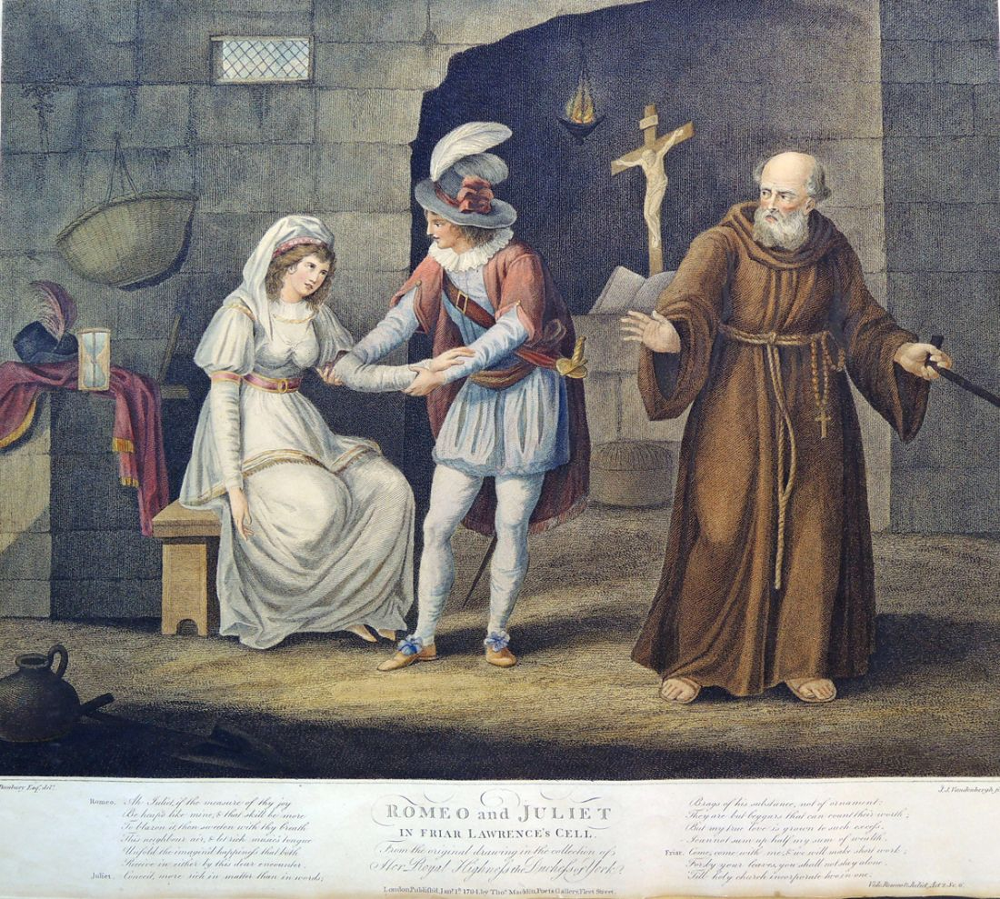 Bunbury Esqr. delt.
J.J. Vandenbergh
Romeo. Ah Juliet, if the measure of thy joy
Be heap'd like mine, & that skill be more
To blazon it, then sweeten with thy breath
This neighbour air, & let rich music's tongue
Unfold the imagin'd happiness that both
Receive in either by this dear encounter.
Juliet. Conceit, more rich in matter than in words,
ROMEO and JULIET
IN FRIAR LAWRENCE'S CELL.
From the original drawing in the collection of
Her Royal Highness the Duchess of York.
London, Publish'd Jany. 1st. 1794, by Thos. Macklin, Poets Gallery, Fleet Street.
Brags of his substance, not of ornament:
They are but beggars that can count their worth;
But my true love is grown to such excess,
I cannot sum up half my sum of wealth.
Friar. Come, come with me, & we will make short work;
For, by your leaves, you shall not stay alone,
Till holy church incorporate two in one.
Vide Romeo & Juliet, Act 2. Sc. 6.